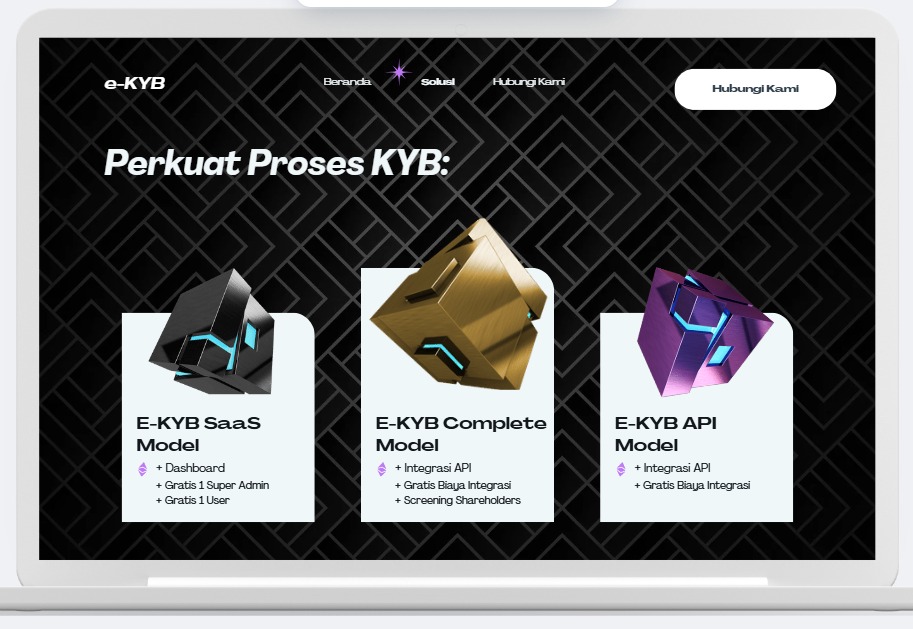 e-KYB
Beranda
Solusi
Hubungi Kami
Hubungi Kami
Perkuat Proses KYB:
E-KYB SaaS
Model
+ Dashboard
+ Gratis 1 Super Admin
+ Gratis 1 User
E-KYB Complete
Model
+ Integrasi API
+ Gratis Biaya Integrasi
+ Screening Shareholders
E-KYB API
Model
+ Integrasi API
+ Gratis Biaya Integrasi